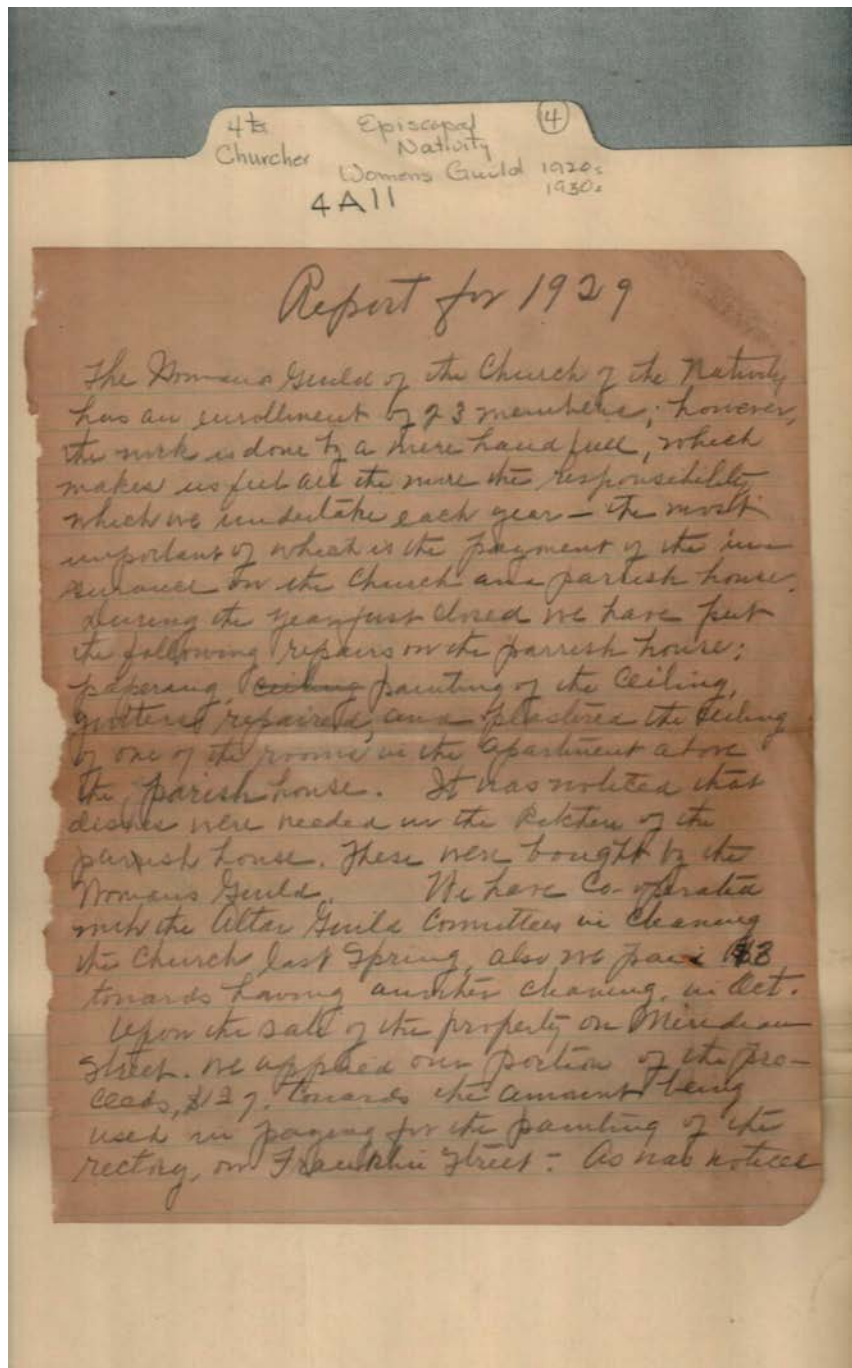 4th Episcopal 4
Churches Nativity
Womens Guild 1920s
1930s
4A11
Report for 1929
The Womans Guild of the Church of the Nativity
has an enrollment of 23 members; however,
the work is done by a mere hand full, which
makes us feel all the more the responsibility
which we undertake each year — the most
important of which is the payment of the in-
surance on the Church and parrish house.
During the year just closed we have put
the following repairs on the parrish house;
papering, ceiling painting of the Ceiling,
gutters repaired, and plastered the ceiling
of one of the rooms in the apartment above
the parish house. It was noticed that
dishes were needed in the kitchen of the
parrish house. These were bought by the
Womans Guild. We have Co-operated
with the Altar Guild Committees in Cleaning
the Church last Spring, also we paid $3
towards having another cleaning, in Oct.
Upon the sale of the property on Meridian
Street. we applied our portion of the pro-
ceeds, $137. towards the amount being
used in paying for the painting of the
rectory, on Franklin Street - As was noticed